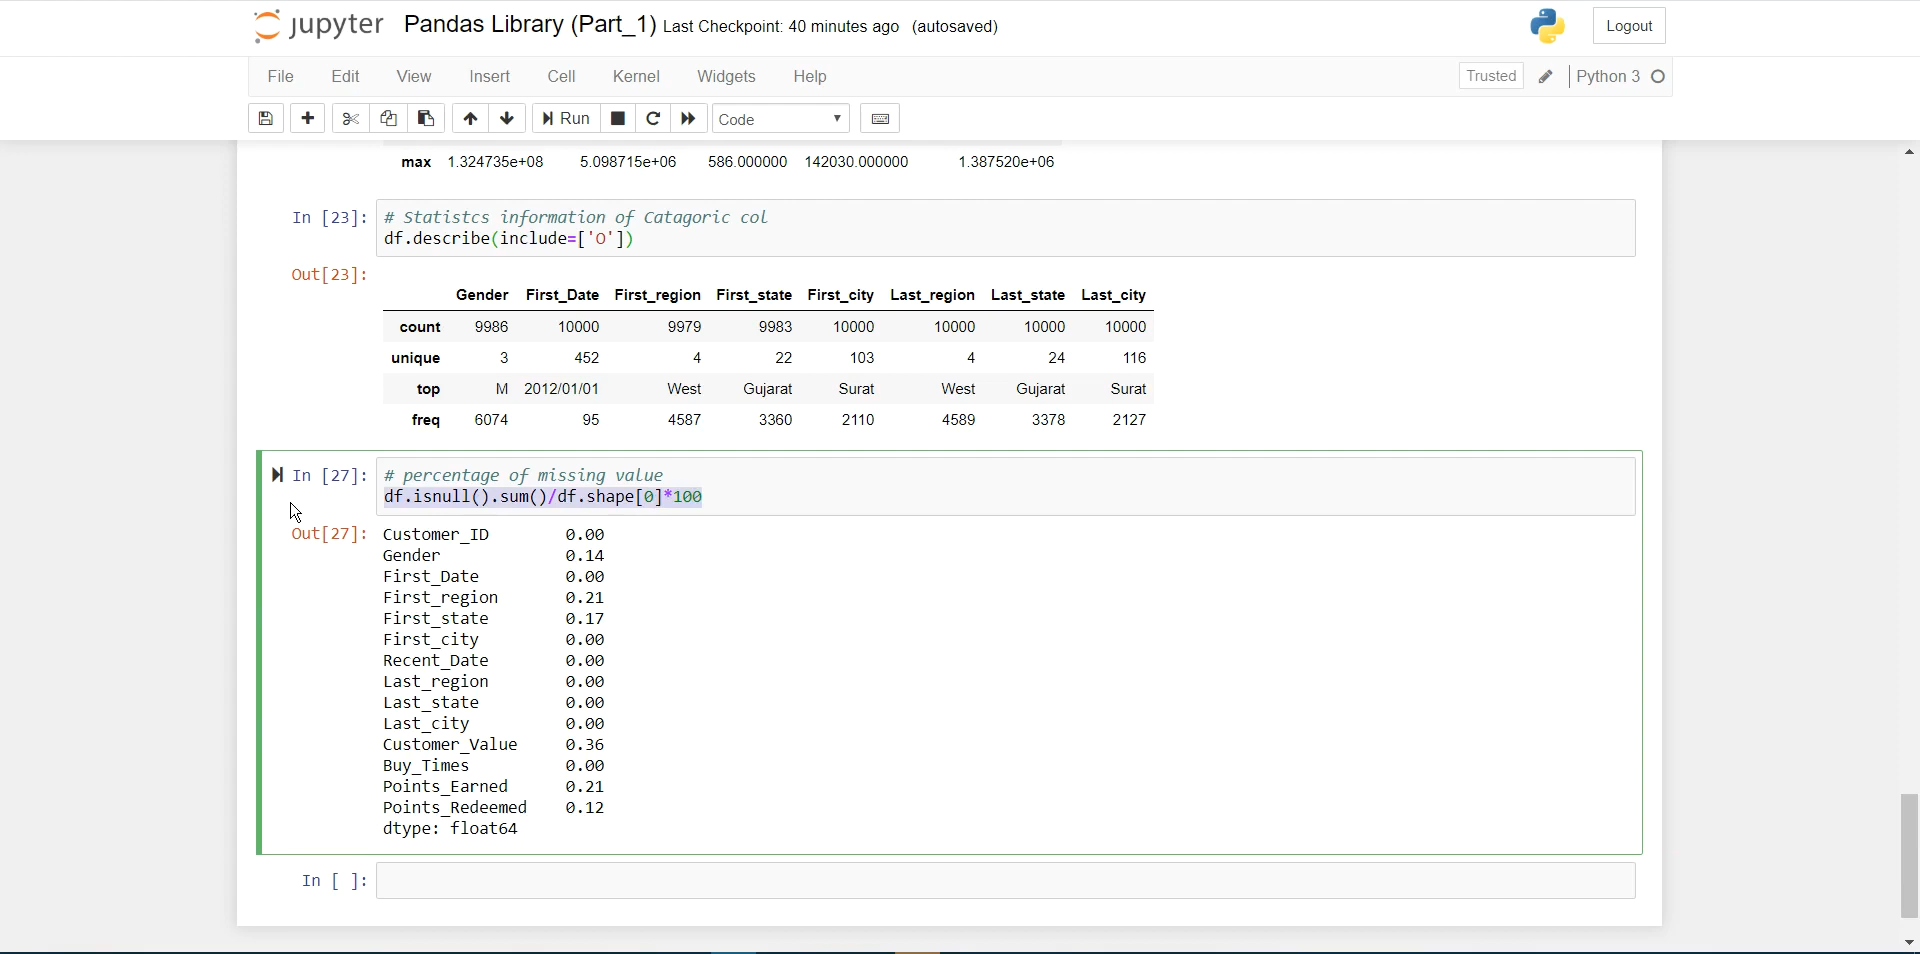 jupyter Pandas Library (Part_1) Last Checkpoint: 40 minutes ago (autosaved) Logout
File Edit View Insert Cell Kernel Widgets Help Trusted Python 3
Run Code
max 1.324735e+08 5.098715e+06 586.000000 142030.000000 1.387520e+06
In [23]: # Statistcs information of Catagoric col
df.describe(include=['O'])
Out[23]:
Gender First_Date First_region First_state First_city Last_region Last_state Last_city
count 9986 10000 9979 9983 10000 10000 10000 10000
unique 3 452 4 22 103 4 24 116
top M 2012/01/01 West Gujarat Surat West Gujarat Surat
freq 6074 95 4587 3360 2110 4589 3378 2127
In [27]: # percentage of missing value
df.isnull().sum()/df.shape[0]*100
Out[27]: Customer_ID 0.00
Gender 0.14
First_Date 0.00
First_region 0.21
First_state 0.17
First_city 0.00
Recent_Date 0.00
Last_region 0.00
Last_state 0.00
Last_city 0.00
Customer_Value 0.36
Buy_Times 0.00
Points_Earned 0.21
Points_Redeemed 0.12
dtype: float64
In [ ]: